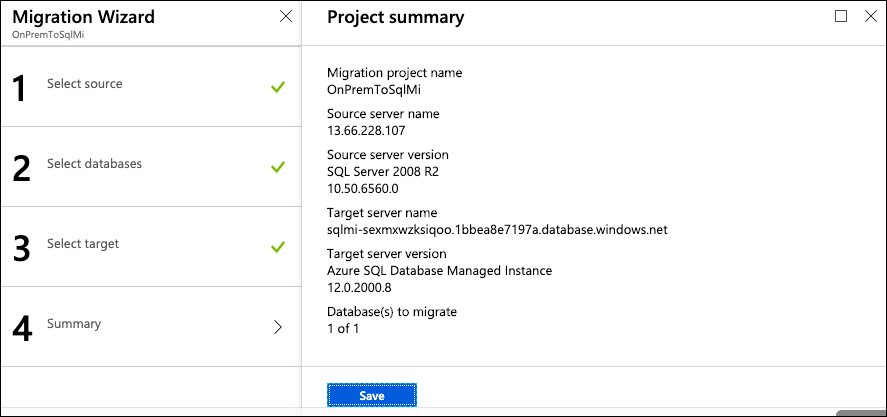 Migration Wizard
OnPremToSqlMi
1 Select source
2 Select databases
3 Select target
4 Summary
Project summary
Migration project name
OnPremToSqlMi
Source server name
13.66.228.107
Source server version
SQL Server 2008 R2
10.50.6560.0
Target server name
sqlmi-sexmxwzksiqoo.1bbea8e7197a.database.windows.net
Target server version
Azure SQL Database Managed Instance
12.0.2000.8
Database(s) to migrate
1 of 1
Save